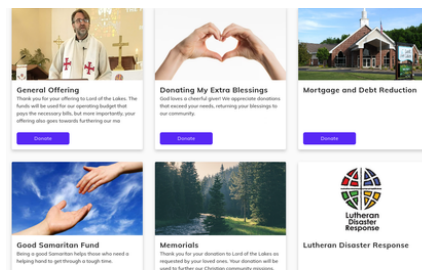 General Offering
Thank you for your offering to Lord of the Lakes. The
funds will be used for our operating budget that
pays the necessary bills, but more importantly, your
offering also goes towards furthering our ms
Donate
Donating My Extra Blessings
God loves a cheerful giver! We appreciate donations
that exceed your needs, returning your blessings to
our community.
Donate
Mortgage and Debt Reduction
Donate
Good Samaritan Fund
Being a good Samaritan helps those who need a
helping hand to get through a tough time.
Memorials
Thank you for your donation to Lord of the Lakes as
requested by your loved ones. Your donation will be
used to further our Christian community missions.
Lutheran
Disaster
Response
Lutheran Disaster Response